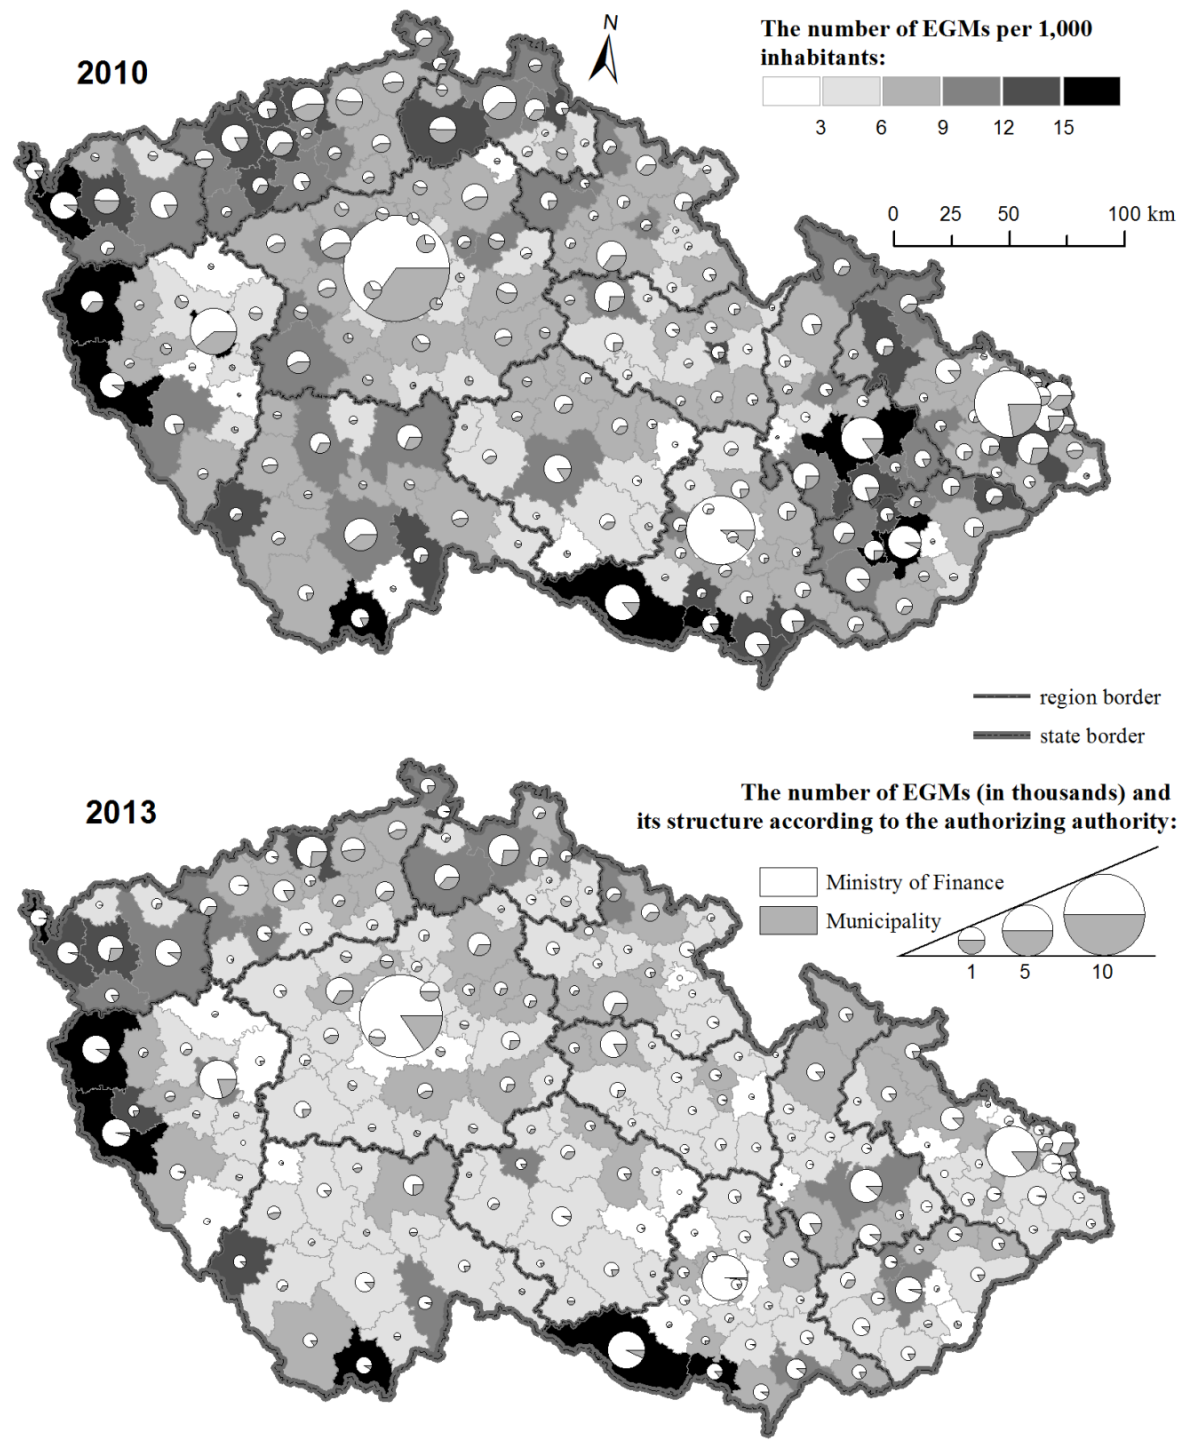 2010
N
The number of EGMs per 1,000
inhabitants:
3 6 9 12 15
0 25 50 100 km
region border
state border
2013
The number of EGMs (in thousands) and
its structure according to the authorizing authority:
Ministry of Finance
Municipality
1 5 10